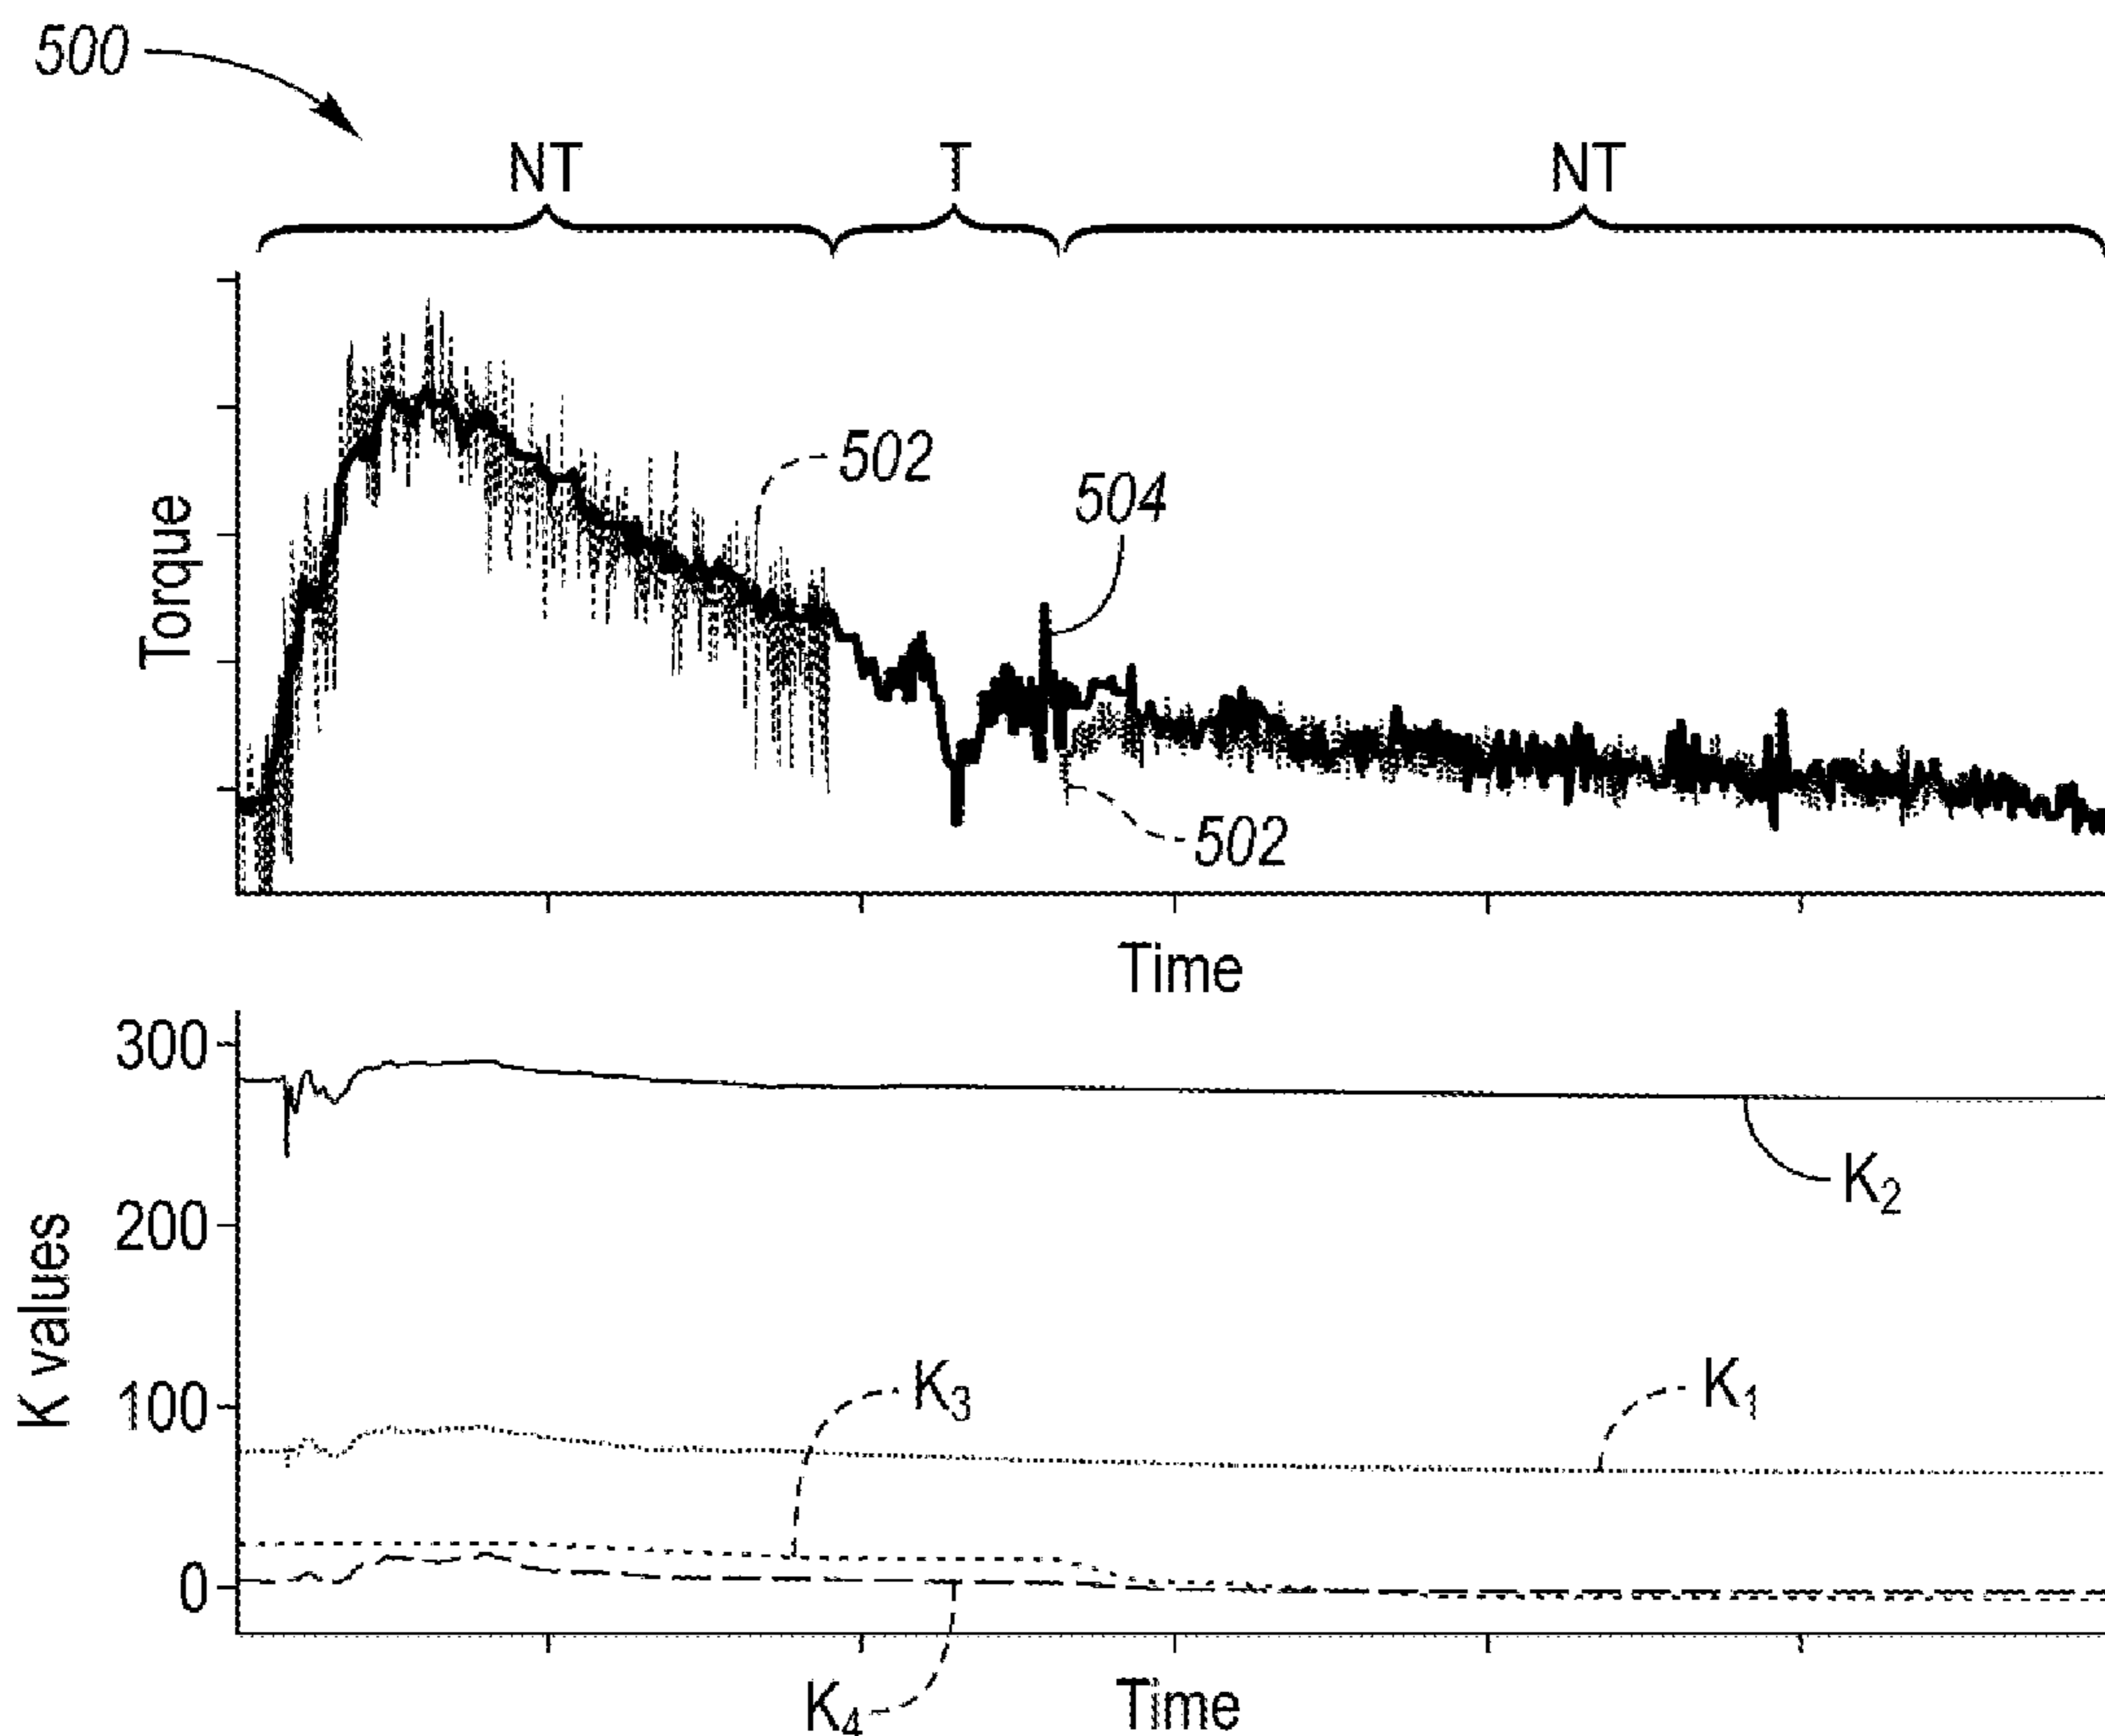 500
NT T NT
502
504
Torque
502
Time
300
200
K values
K₃ K₁
100
0
K₂
K₄
Time